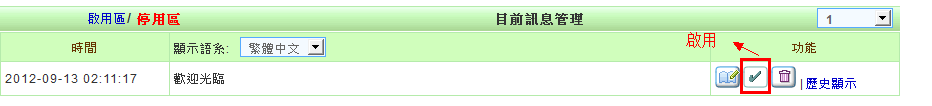 啟用區/ 停用區 目前訊息管理 1
啟用
時間 顯示語系: 繁體中文 功能
2012-09-13 02:11:17 歡迎光臨 | 歷史顯示